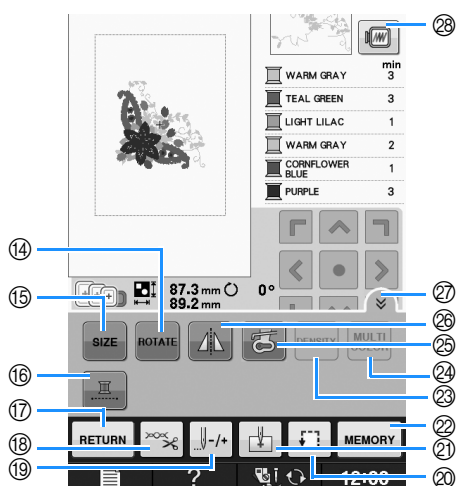 ㉘
min
WARM GRAY 3
TEAL GREEN 3
LIGHT LILAC 1
WARM GRAY 2
CORNFLOWER
BLUE 1
PURPLE 3
⑭
87.3 mm 0°
89.2 mm
⑮
㉗
SIZE
ROTATE
DENSITY
MULTI
COLOR
㉖
㉕
⑯
㉔
㉓
⑰
RETURN
-/+
MEMORY
㉒
⑱
㉑
⑲
⑳
?